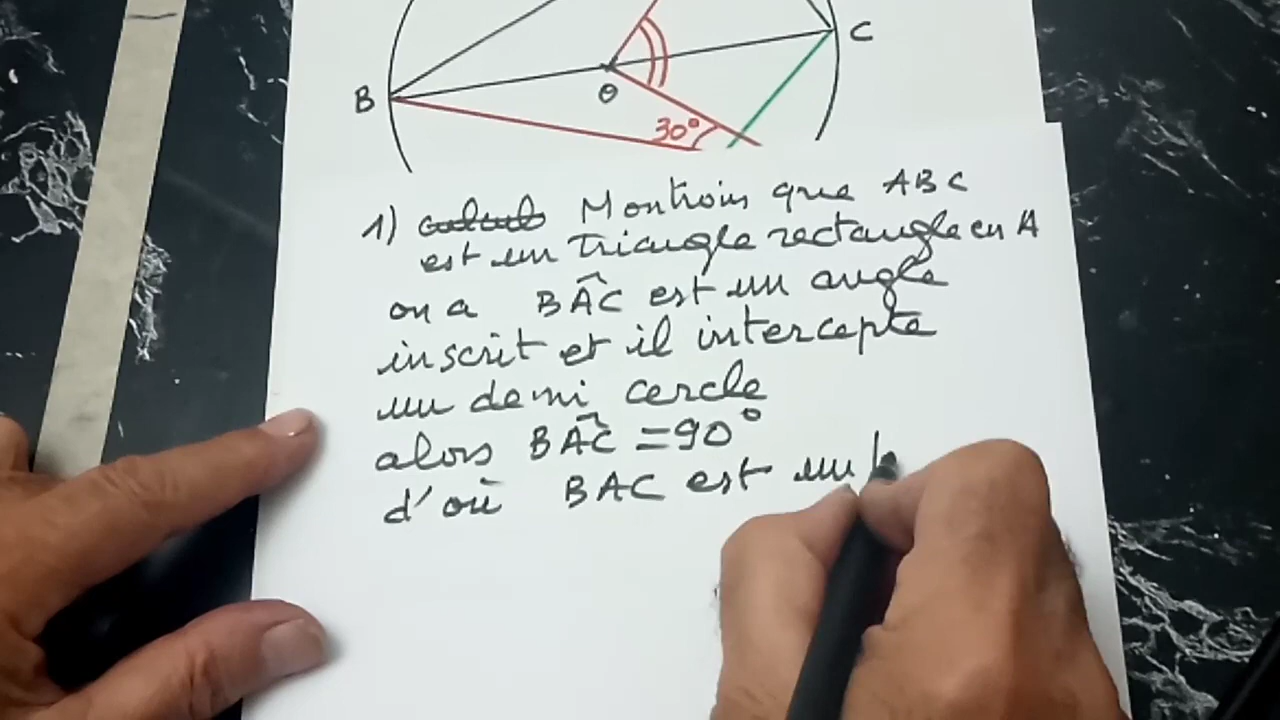 C
B
O
30°
1) calculs Montrons que ABC
est un triangle rectangle en A
on a BÂC est un angle
inscrit et il intercepte
un demi cercle
alors BÂC = 90°
d'où BAC est un